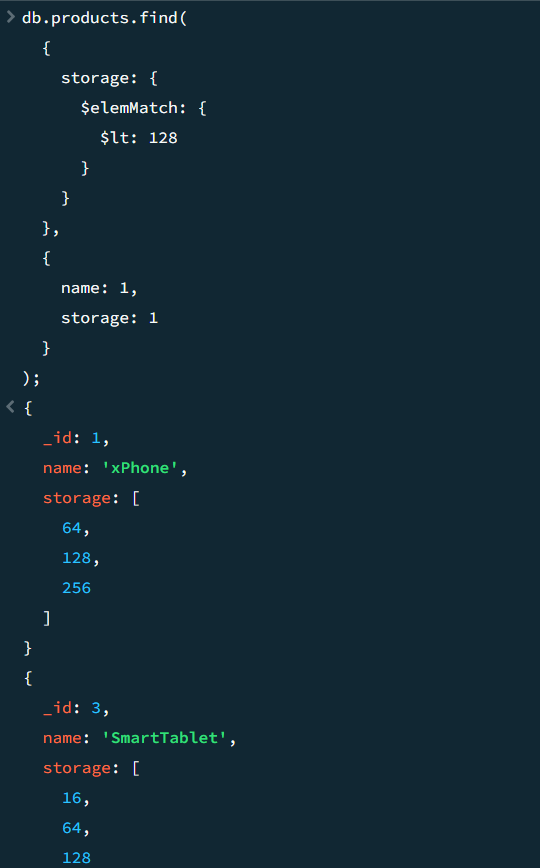 > db.products.find(
{
storage: {
$elemMatch: {
$lt: 128
}
}
},
{
name: 1,
storage: 1
}
);
< {
_id: 1,
name: 'xPhone',
storage: [
64,
128,
256
]
}
{
_id: 3,
name: 'SmartTablet',
storage: [
16,
64,
128